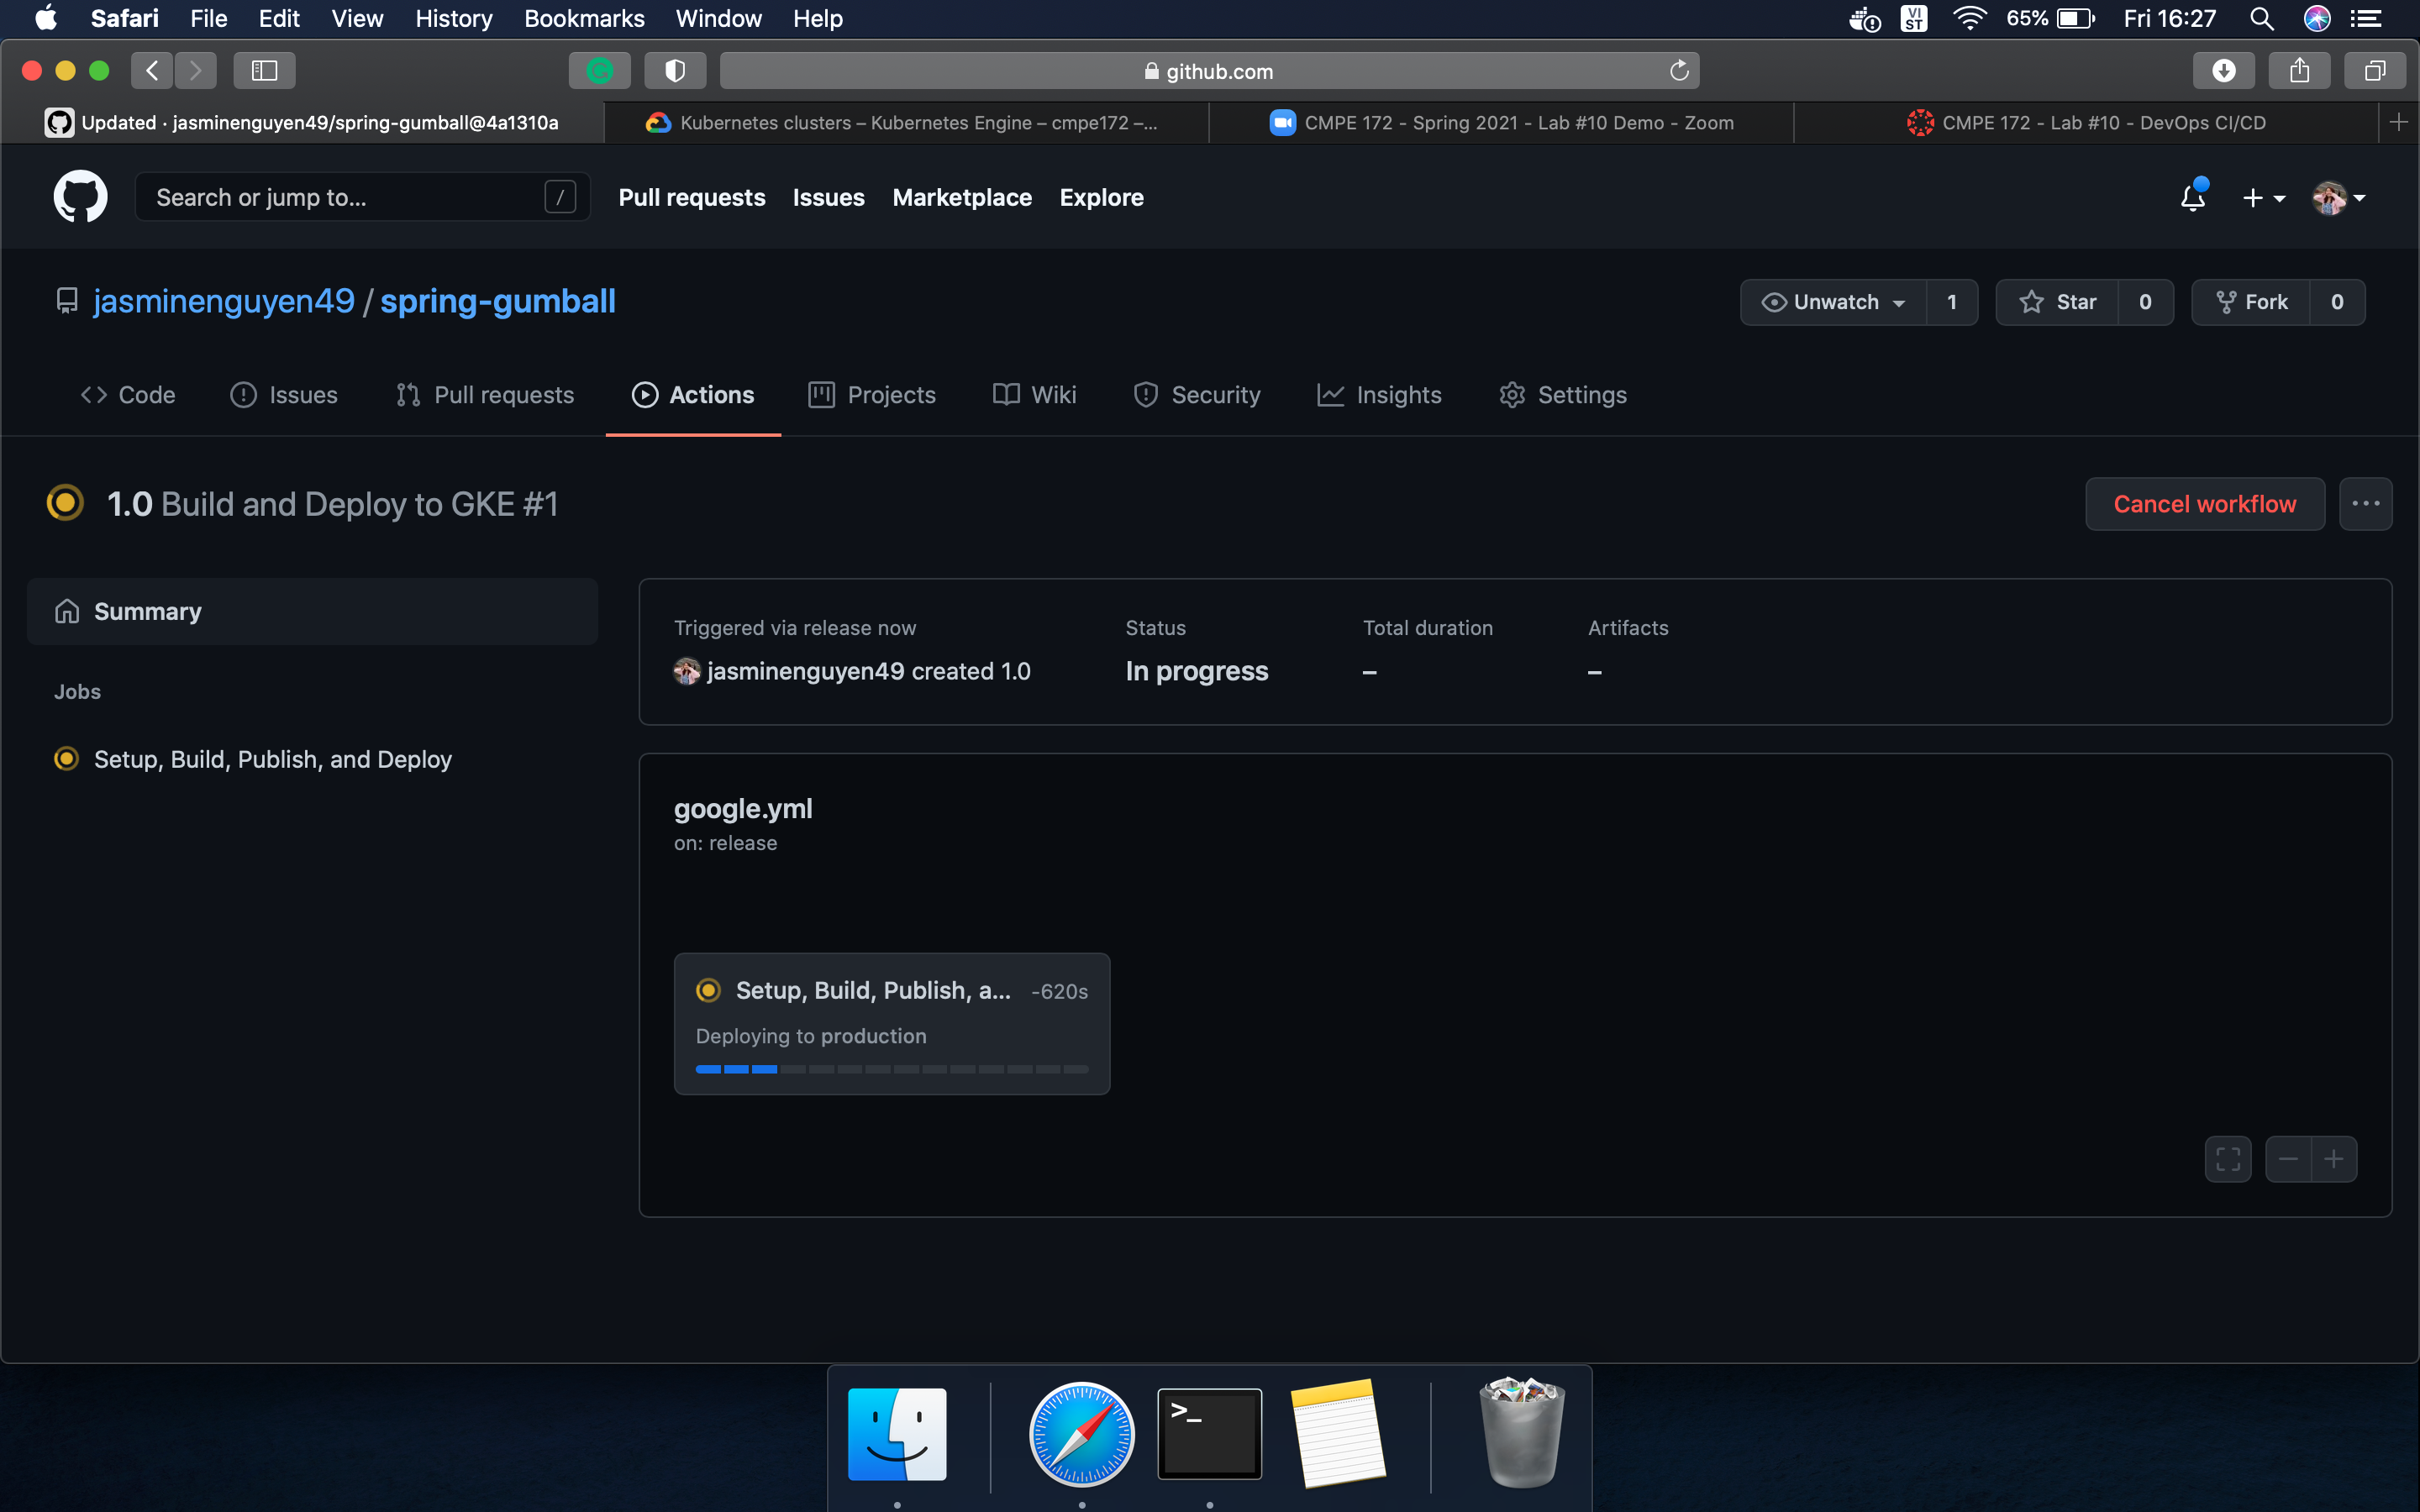 Safari File Edit View History Bookmarks Window Help VI ST 65% Fri 16:27
github.com
Updated · jasminenguyen49/spring-gumball@4a1310a Kubernetes clusters – Kubernetes Engine – cmpe172 –... CMPE 172 - Spring 2021 - Lab #10 Demo - Zoom CMPE 172 - Lab #10 - DevOps CI/CD
Search or jump to... / Pull requests Issues Marketplace Explore
jasminenguyen49 / spring-gumball Unwatch 1 Star 0 Fork 0
Code Issues Pull requests Actions Projects Wiki Security Insights Settings
1.0 Build and Deploy to GKE #1 Cancel workflow ...
Summary
Jobs
Setup, Build, Publish, and Deploy
Triggered via release now Status Total duration Artifacts
jasminenguyen49 created 1.0 In progress – –
google.yml
on: release
Setup, Build, Publish, a... -620s
Deploying to production
>_